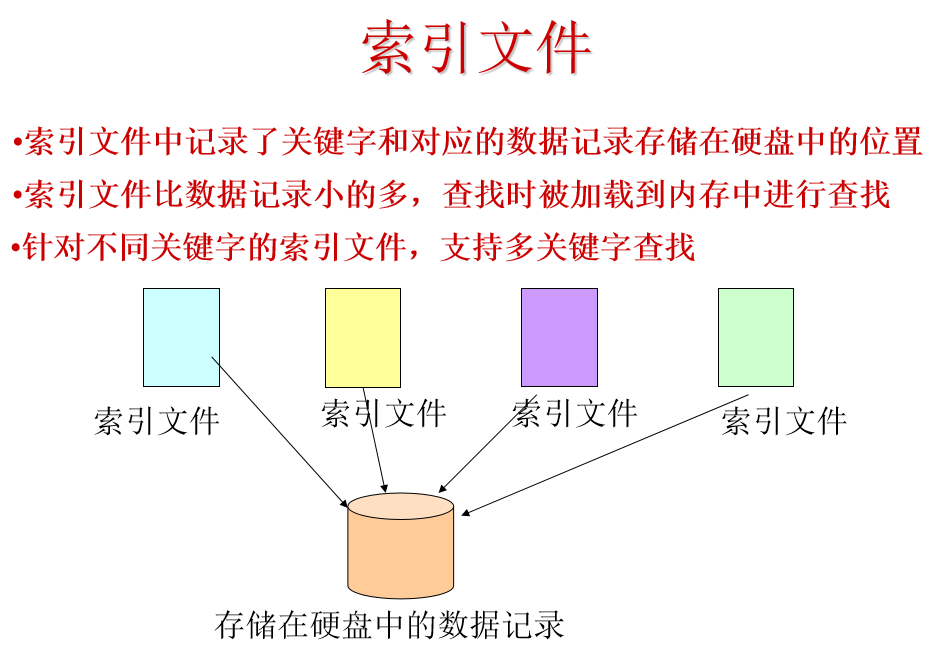 索引文件
•索引文件中记录了关键字和对应的数据记录存储在硬盘中的位置
•索引文件比数据记录小的多，查找时被加载到内存中进行查找
•针对不同关键字的索引文件，支持多关键字查找
索引文件
索引文件
索引文件
索引文件
存储在硬盘中的数据记录